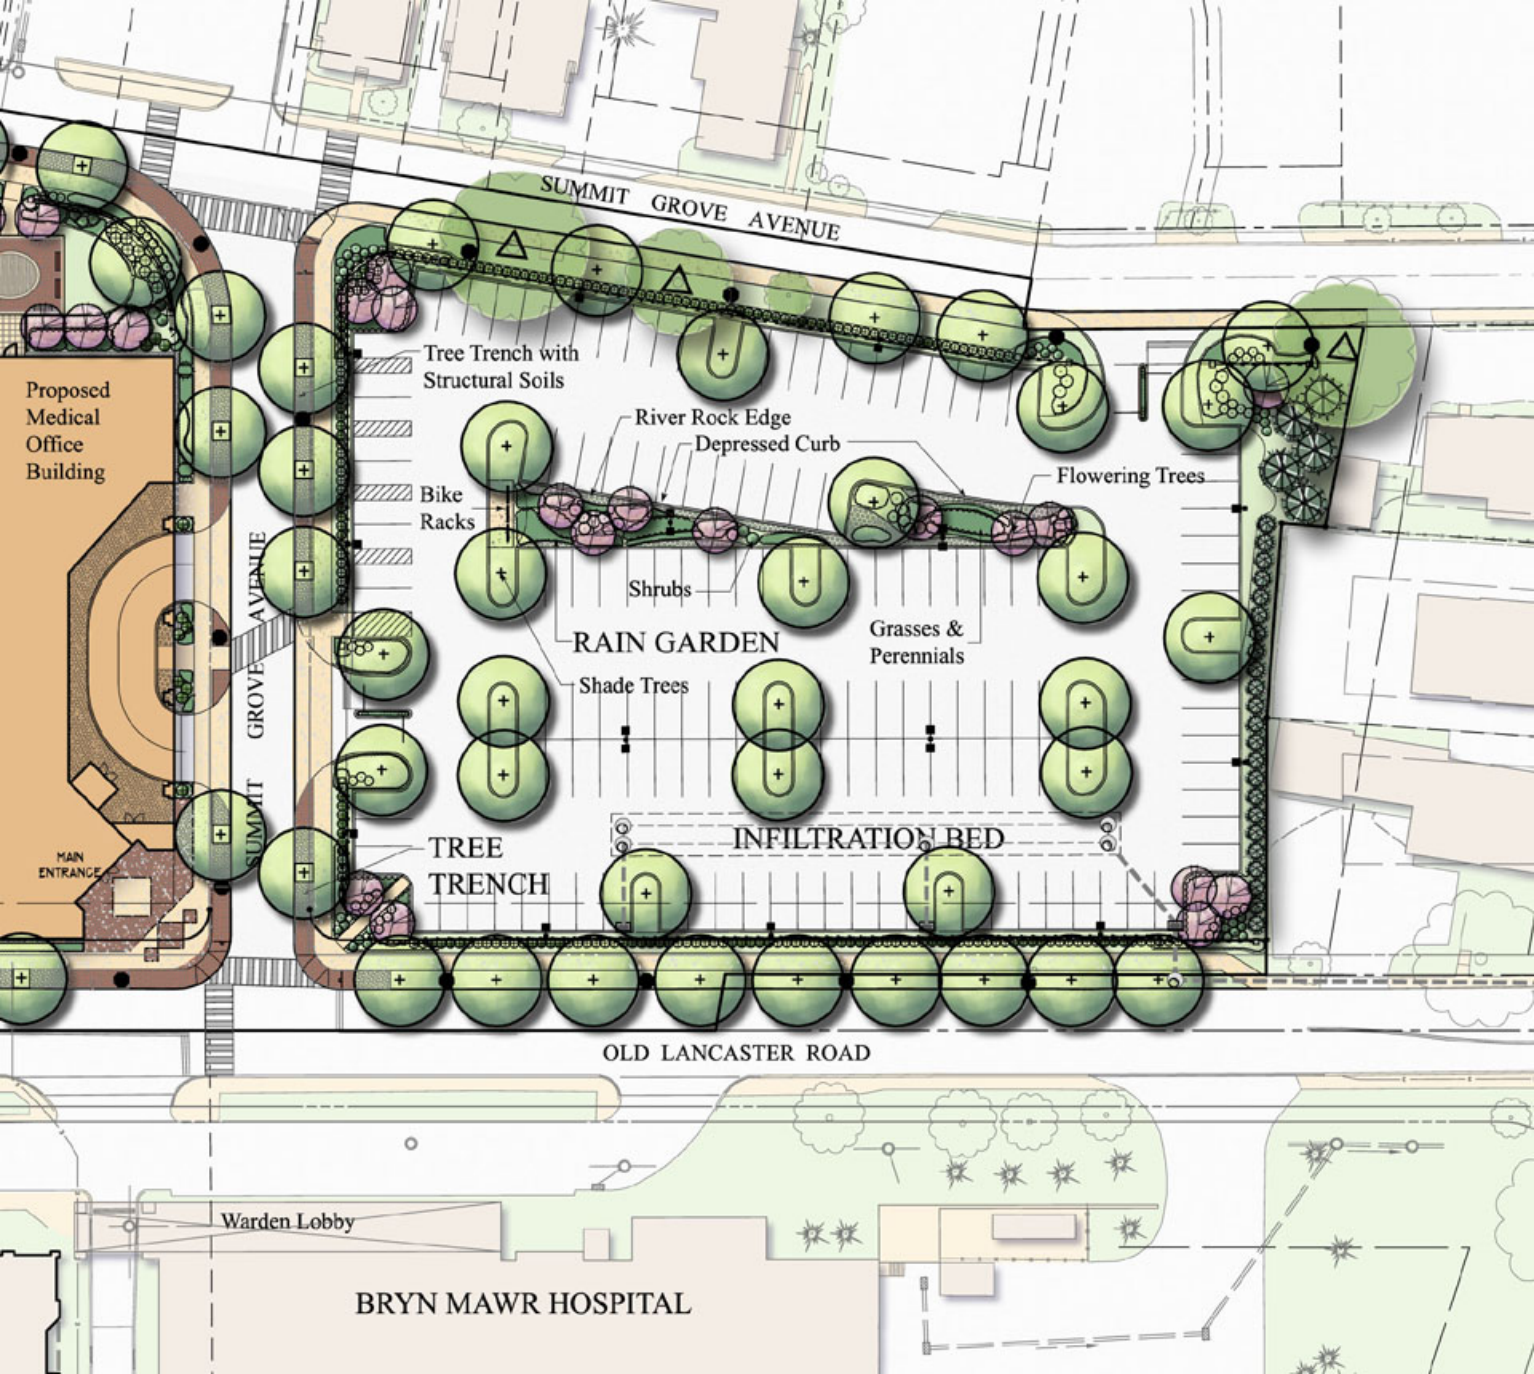 SUMMIT GROVE AVENUE
Tree Trench with
Structural Soils
River Rock Edge
Depressed Curb
Flowering Trees
Proposed
Medical
Office
Building
Bike
Racks
Shrubs
RAIN GARDEN
Grasses &
Perennials
Shade Trees
SUMMIT GROVE AVENUE
INFILTRATION BED
TREE
TRENCH
MAIN
ENTRANCE
OLD LANCASTER ROAD
Warden Lobby
BRYN MAWR HOSPITAL